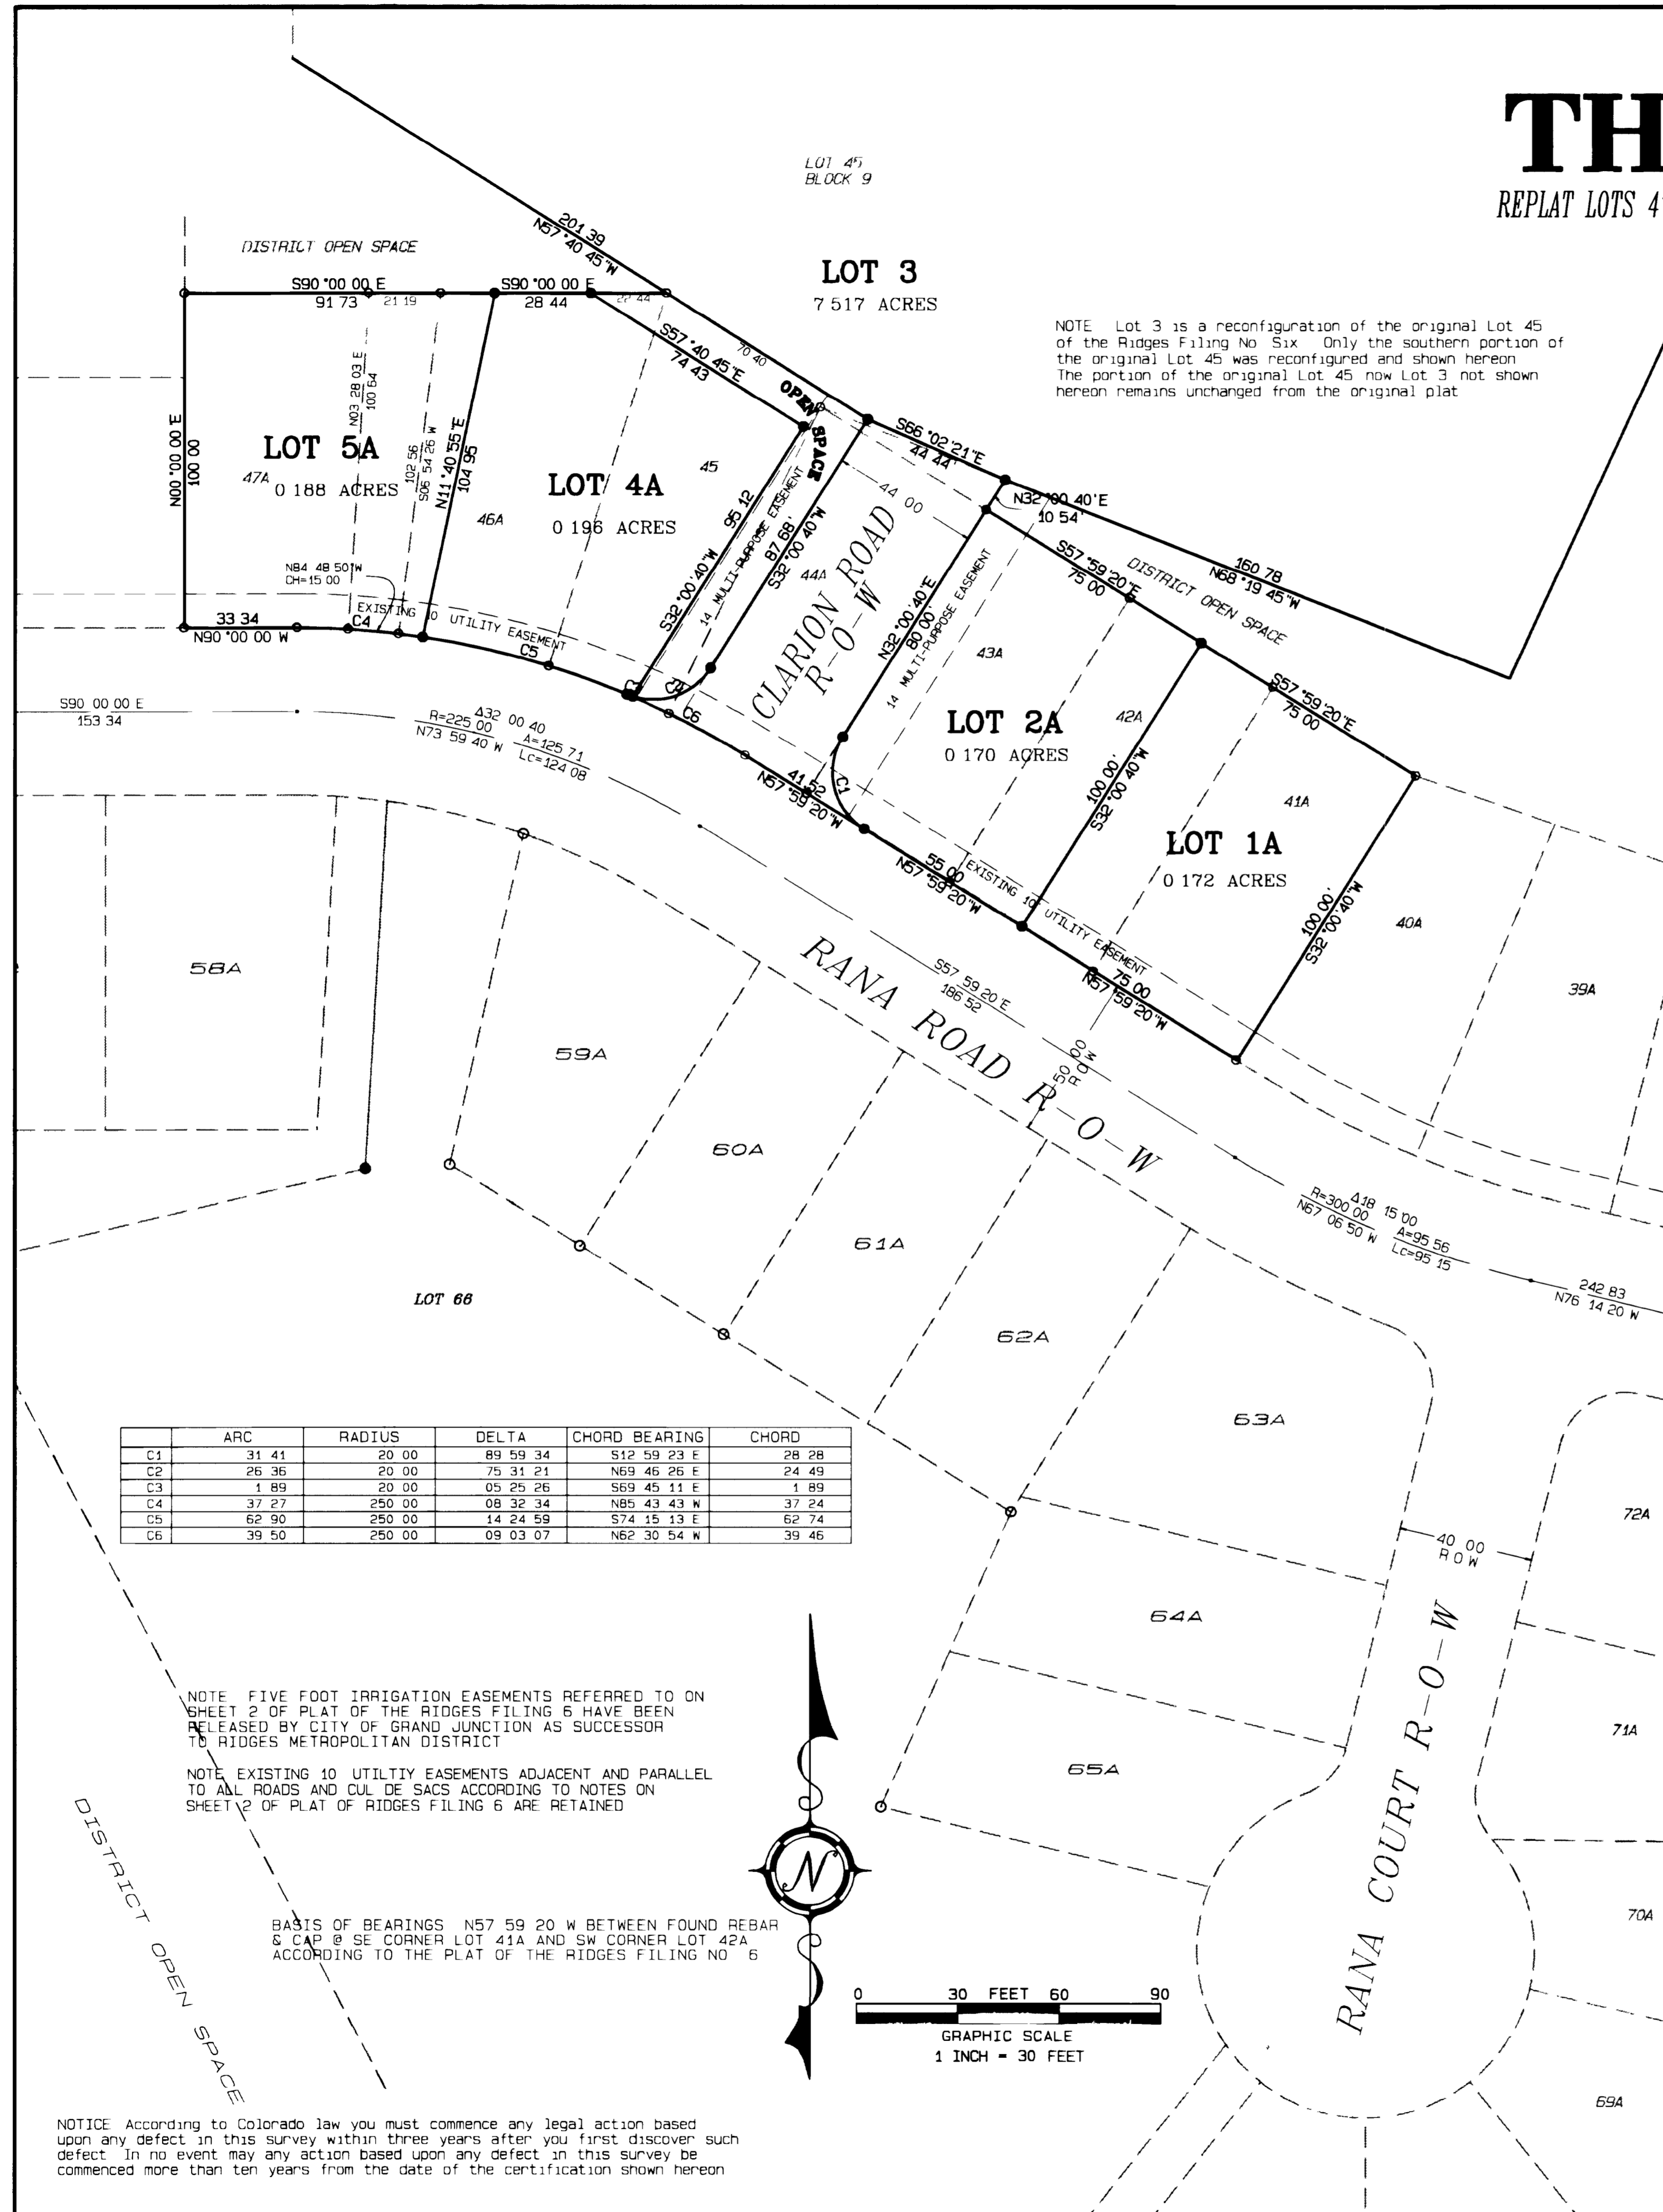 TH
REPLAT LOTS 4
LOT 45
BLOCK 9
DISTRICT OPEN SPACE
201 39
N57°40 45"W
LOT 3
7 517 ACRES
NOTE Lot 3 is a reconfiguration of the original Lot 45
of the Ridges Filing No Six Only the southern portion of
the original Lot 45 was reconfigured and shown hereon
The portion of the original Lot 45 now Lot 3 not shown
hereon remains unchanged from the original plat
S90°00 00 E
91 73
21 19
S90°00 00 E
28 44
22 44
S57°40 45"E
74 43
70 40
OPEN SPACE
S66°02'21"E
44 44'
N32°00 40'E
10 54'
160 78
N68°19 45"W
N00°00 00 E
100 00
N03 28 03 E
100 54
102 56
S06 54 26 W
N11°40 55"E
104 95
LOT 5A
47A
0 188 ACRES
LOT 4A
0 196 ACRES
46A
45
95 12
S32°00'40"W
14 MULTI-PURPOSE EASEMENT
87 68'
S32°00 40"W
44A
44 00
CLARION ROAD
R-O-W
N32°00'40"E
80 00'
14 MULTI-PURPOSE EASEMENT
43A
S57°59'20"E
75 00
DISTRICT OPEN SPACE
S57°59'20"E
75 00
N84 48 50 W
CH=15 00
33 34
N90°00 00 W
C4
EXISTING 10 UTILITY EASEMENT
C5
C3
C2
C6
C1
41 52
N57°59'20"W
LOT 2A
0 170 ACRES
42A
100 00'
S32°00'40"W
LOT 1A
0 172 ACRES
41A
100 00'
S32°00'40"W
40A
39A
55 00
N57°59'20"W
EXISTING 10' UTILITY EASEMENT
75 00
N57°59'20"W
S90 00 00 E
153 34
Δ32 00 40
R=225 00
A=125 71
N73 59 40 W
Lc=124 08
RANA ROAD R-O-W
S57 59 20 E
186 52
50 00
R O W
Δ18 15 00
R=300 00
A=95 56
N67 06 50 W
Lc=95 15
242 83
N76 14 20 W
58A
59A
60A
61A
62A
63A
64A
65A
LOT 66
72A
71A
70A
69A
40 00
R O W
RANA COURT R-O-W
ARC RADIUS DELTA CHORD BEARING CHORD
C1 31 41 20 00 89 59 34 S12 59 23 E 28 28
C2 26 36 20 00 75 31 21 N69 46 26 E 24 49
C3 1 89 20 00 05 25 26 S69 45 11 E 1 89
C4 37 27 250 00 08 32 34 N85 43 43 W 37 24
C5 62 90 250 00 14 24 59 S74 15 13 E 62 74
C6 39 50 250 00 09 03 07 N62 30 54 W 39 46
NOTE FIVE FOOT IRRIGATION EASEMENTS REFERRED TO ON
SHEET 2 OF PLAT OF THE RIDGES FILING 6 HAVE BEEN
RELEASED BY CITY OF GRAND JUNCTION AS SUCCESSOR
TO RIDGES METROPOLITAN DISTRICT
NOTE EXISTING 10 UTILTIY EASEMENTS ADJACENT AND PARALLEL
TO ALL ROADS AND CUL DE SACS ACCORDING TO NOTES ON
SHEET 2 OF PLAT OF RIDGES FILING 6 ARE RETAINED
DISTRICT OPEN SPACE
N
BASIS OF BEARINGS N57 59 20 W BETWEEN FOUND REBAR
& CAP @ SE CORNER LOT 41A AND SW CORNER LOT 42A
ACCORDING TO THE PLAT OF THE RIDGES FILING NO 6
0 30 FEET 60 90
GRAPHIC SCALE
1 INCH = 30 FEET
NOTICE According to Colorado law you must commence any legal action based
upon any defect in this survey within three years after you first discover such
defect In no event may any action based upon any defect in this survey be
commenced more than ten years from the date of the certification shown hereon